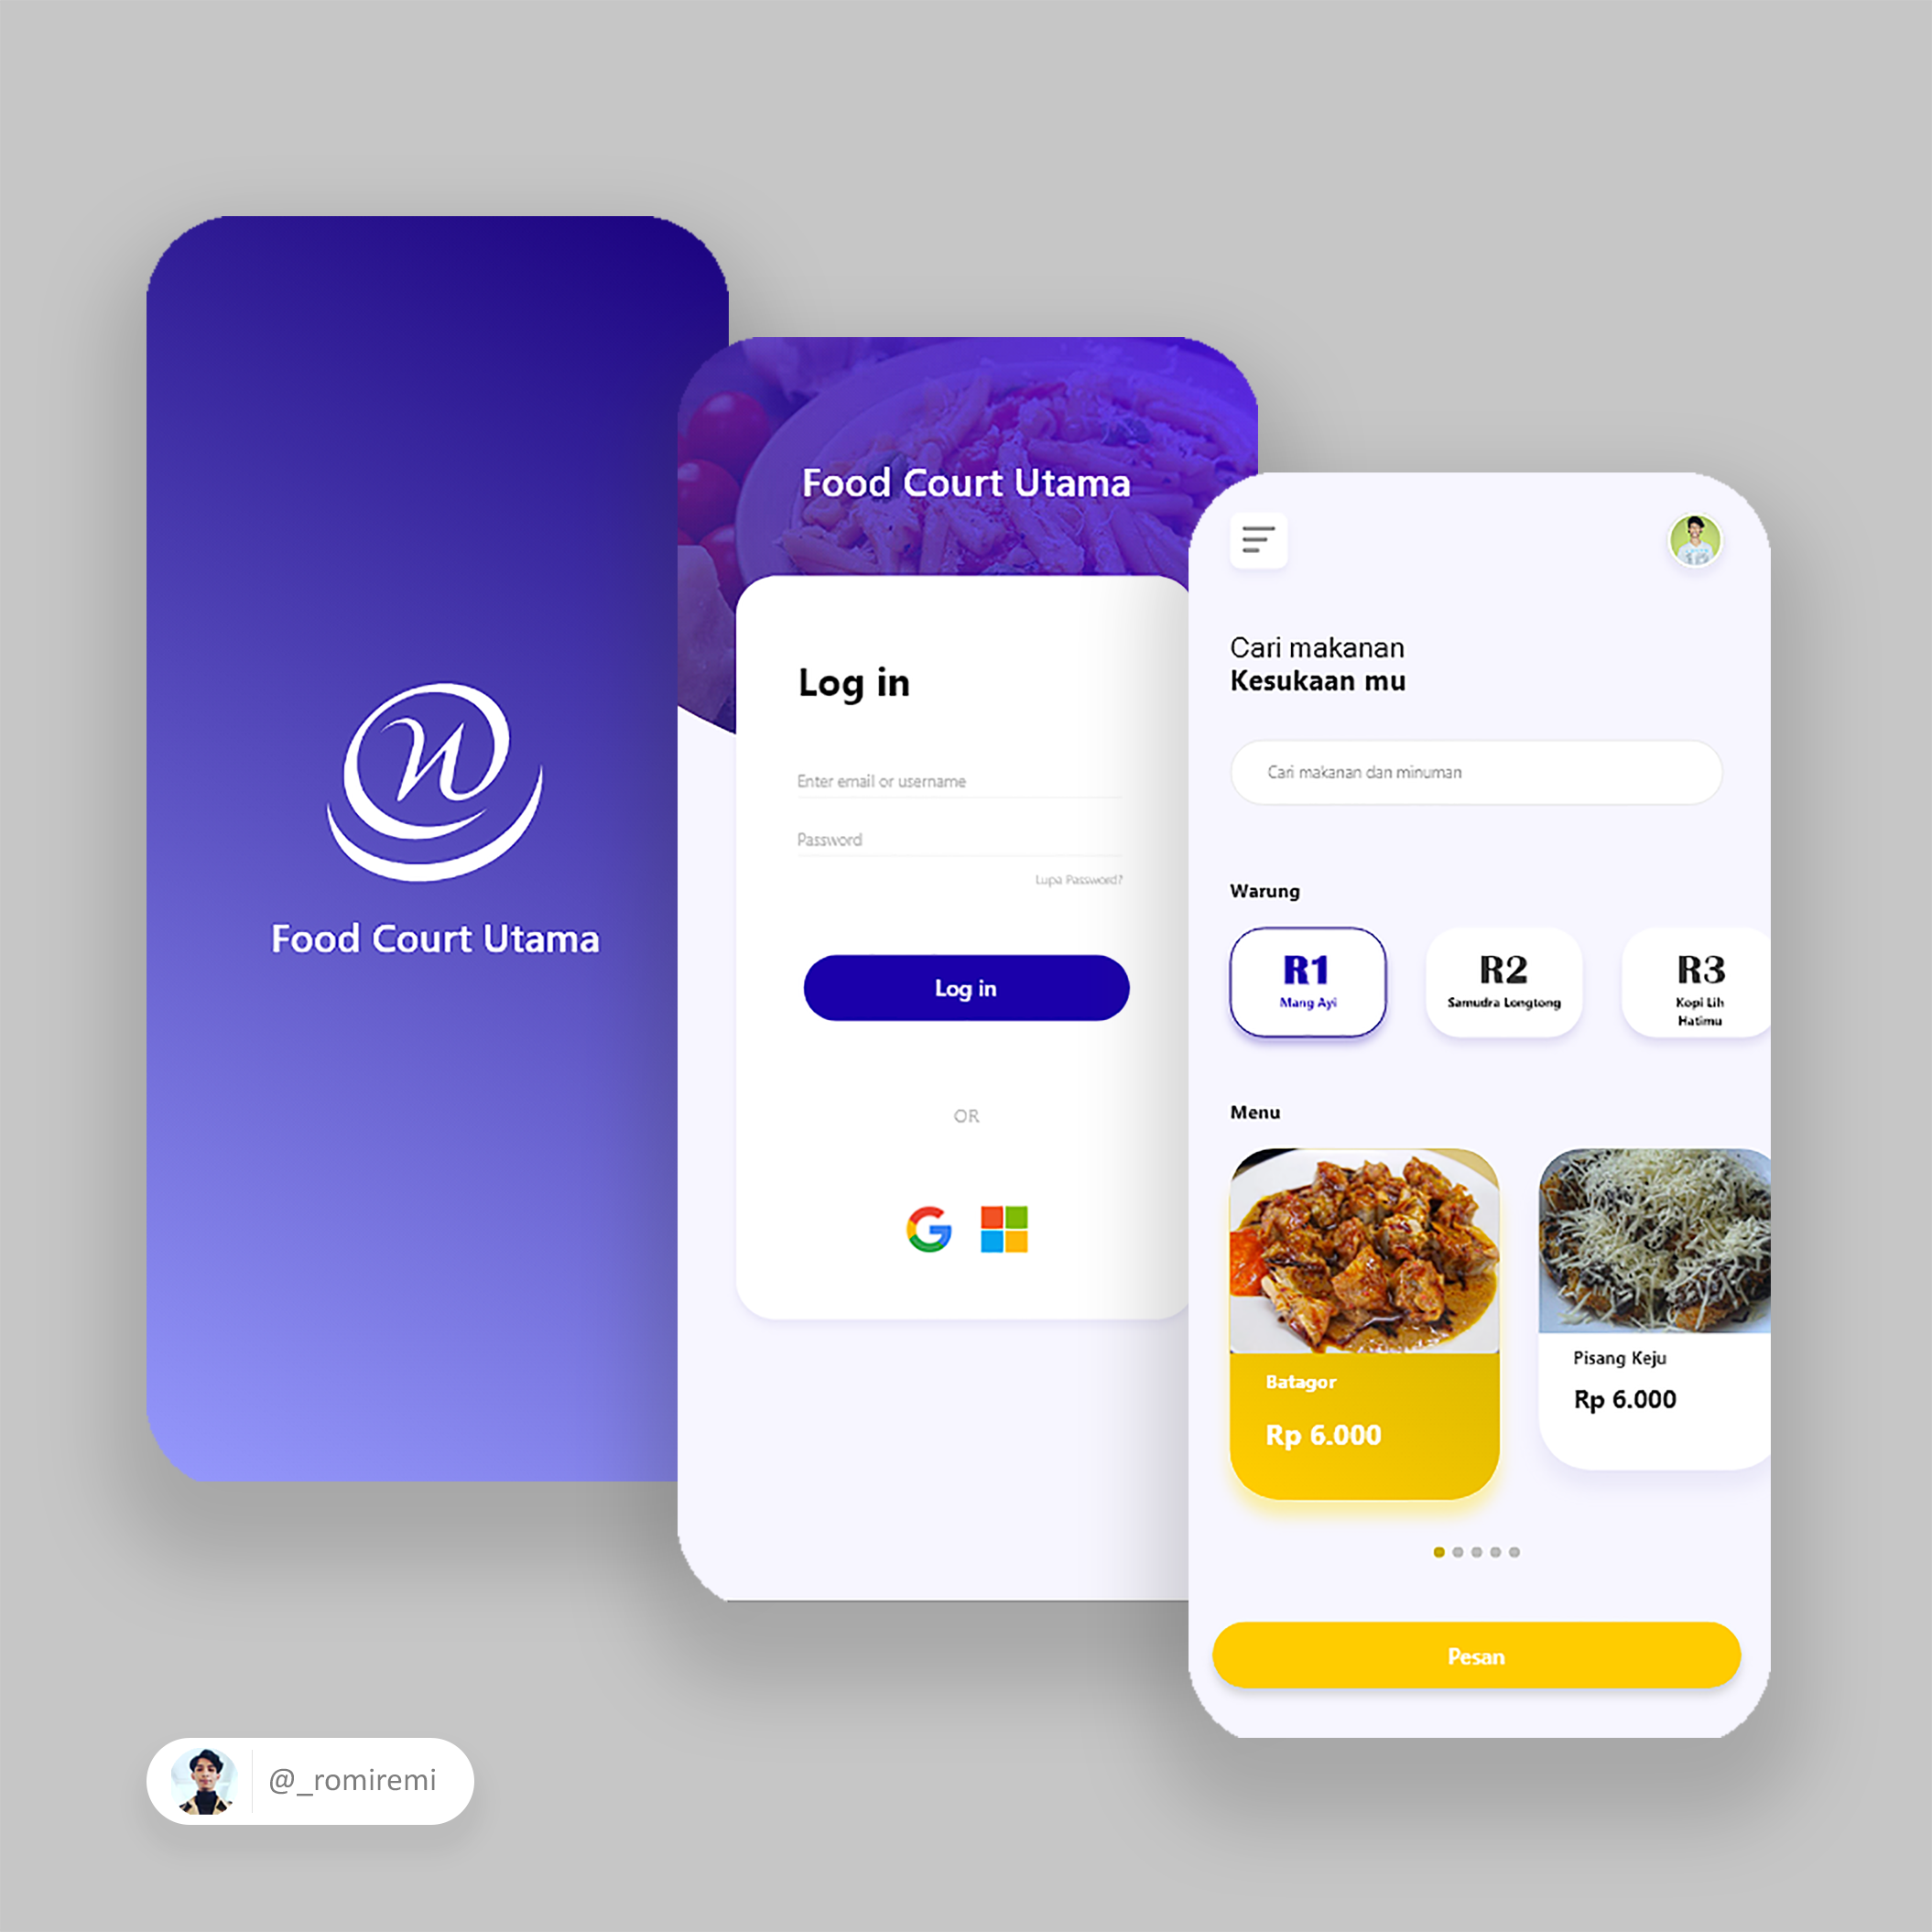 Food Court Utama
Food Court Utama
Log in
Enter email or username
Password
Lupa Password?
Log in
OR
Cari makanan
Kesukaan mu
Cari makanan dan minuman
Warung
R1
Mang Ayi
R2
Samudra Longtong
R3
Kopi Lih
Hatimu
Menu
Batagor
Rp 6.000
Pisang Keju
Rp 6.000
Pesan
@_romiremi